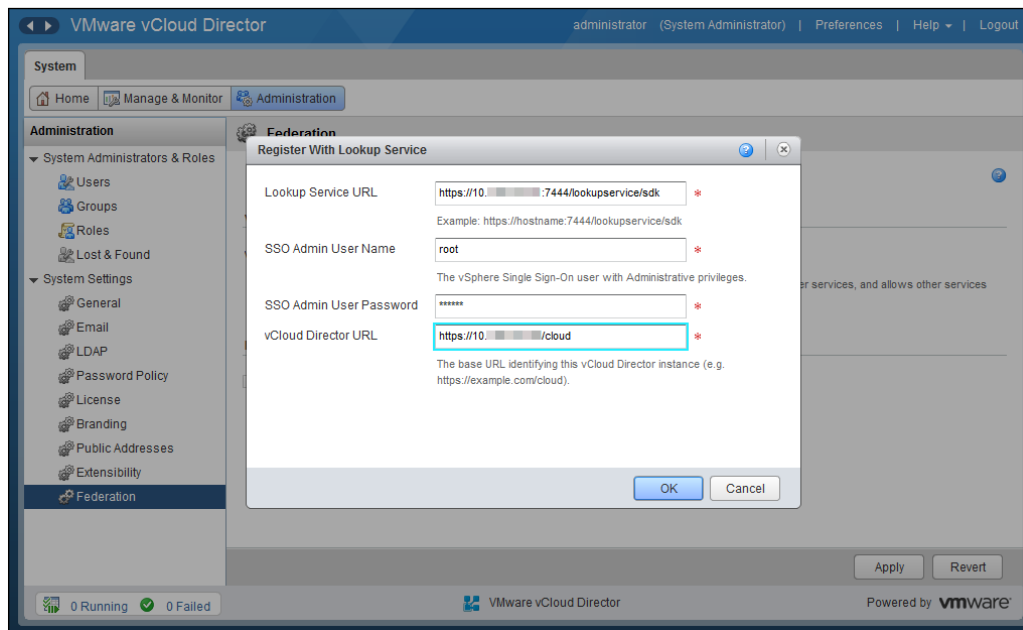 VMware vCloud Director
administrator (System Administrator) | Preferences | Help | Logout
System
Home Manage & Monitor Administration
Administration
Federation
System Administrators & Roles
Users
Groups
Roles
Lost & Found
System Settings
General
Email
LDAP
Password Policy
License
Branding
Public Addresses
Extensibility
Federation
Register With Lookup Service
Lookup Service URL https://10. :7444/lookupservice/sdk *
Example: https://hostname:7444/lookupservice/sdk
SSO Admin User Name root *
The vSphere Single Sign-On user with Administrative privileges.
SSO Admin User Password ****** *
vCloud Director URL https://10. /cloud *
The base URL identifying this vCloud Director instance (e.g.
https://example.com/cloud).
OK Cancel
services, and allows other services
Apply Revert
0 Running 0 Failed
VMware vCloud Director
Powered by vmware